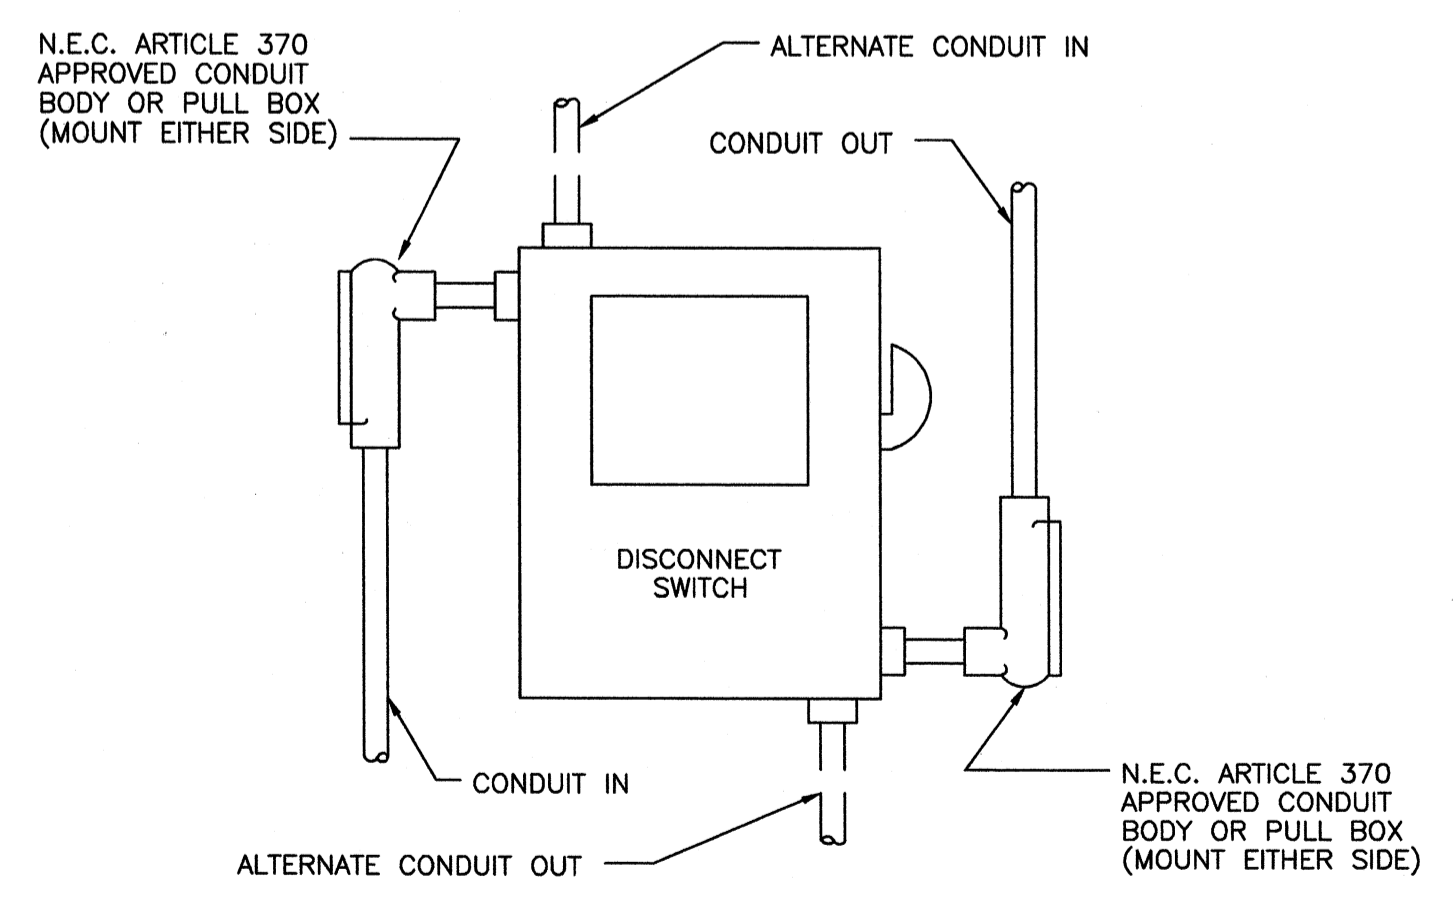 N.E.C. ARTICLE 370
APPROVED CONDUIT
BODY OR PULL BOX
(MOUNT EITHER SIDE)
ALTERNATE CONDUIT IN
CONDUIT OUT
DISCONNECT
SWITCH
CONDUIT IN
ALTERNATE CONDUIT OUT
N.E.C. ARTICLE 370
APPROVED CONDUIT
BODY OR PULL BOX
(MOUNT EITHER SIDE)